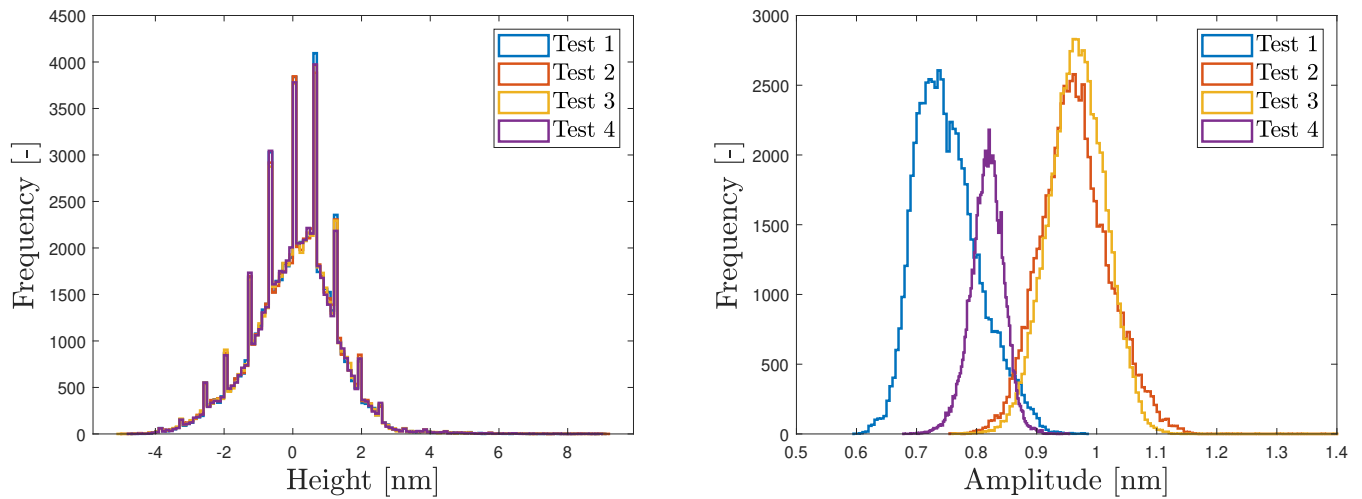 4500
4000
3500
3000
2500
2000
1500
1000
500
0
Frequency [-]
-4 -2 0 2 4 6 8
Height [nm]
Test 1
Test 2
Test 3
Test 4
3000
2500
2000
1500
1000
500
0
Frequency [-]
0.5 0.6 0.7 0.8 0.9 1 1.1 1.2 1.3 1.4
Amplitude [nm]
Test 1
Test 2
Test 3
Test 4